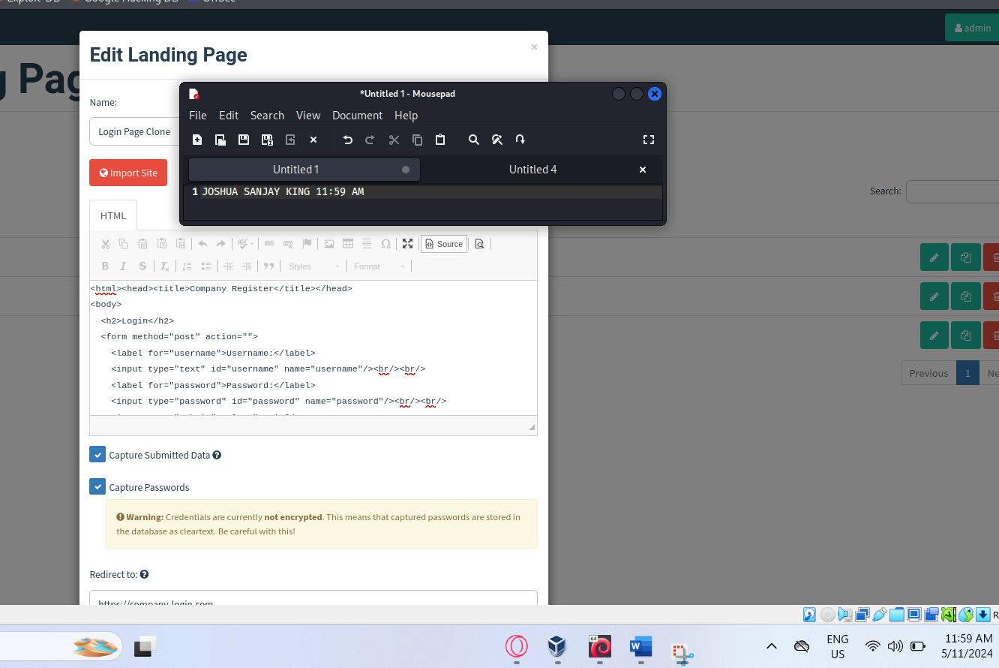 Exploit-DB Google Hacking DB OffSec
admin
Edit Landing Page
×
g Pag
*Untitled 1 - Mousepad
Name:
File Edit Search View Document Help
Login Page Clone
Import Site
Untitled 1 Untitled 4
1 JOSHUA SANJAY KING 11:59 AM
Search:
HTML
Source
Styles Format
<html><head><title>Company Register</title></head>
<body>
<h2>Login</h2>
<form method="post" action="">
<label for="username">Username:</label>
<input type="text" id="username" name="username"/><br/><br/>
<label for="password">Password:</label>
<input type="password" id="password" name="password"/><br/><br/>
Previous 1 Ne
Capture Submitted Data
Capture Passwords
Warning: Credentials are currently not encrypted. This means that captured passwords are stored in
the database as cleartext. Be careful with this!
Redirect to:
https://company-login.com
R
64
W
ENG
US
11:59 AM
5/11/2024